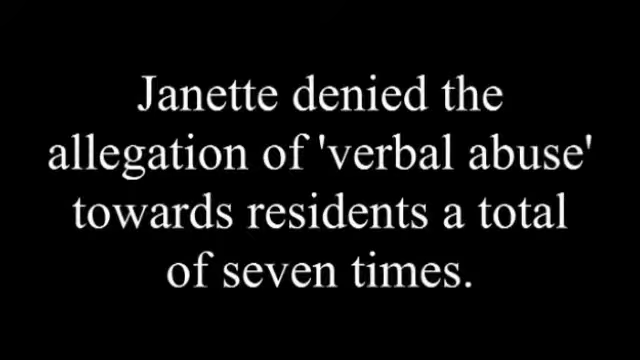 Janette denied the
allegation of 'verbal abuse'
towards residents a total
of seven times.